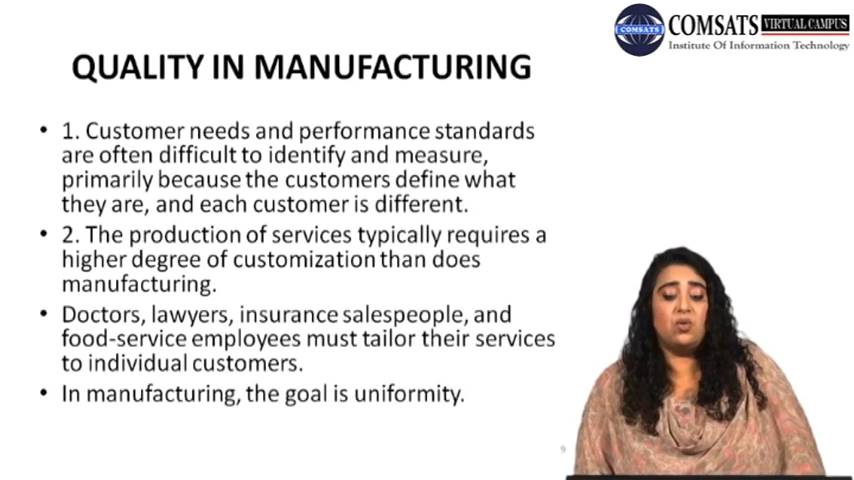 COMSATS
COMSATS VIRTUAL CAMPUS
Institute Of Information Technology
QUALITY IN MANUFACTURING
• 1. Customer needs and performance standards
are often difficult to identify and measure,
primarily because the customers define what
they are, and each customer is different.
• 2. The production of services typically requires a
higher degree of customization than does
manufacturing.
• Doctors, lawyers, insurance salespeople, and
food-service employees must tailor their services
to individual customers.
• In manufacturing, the goal is uniformity.
9